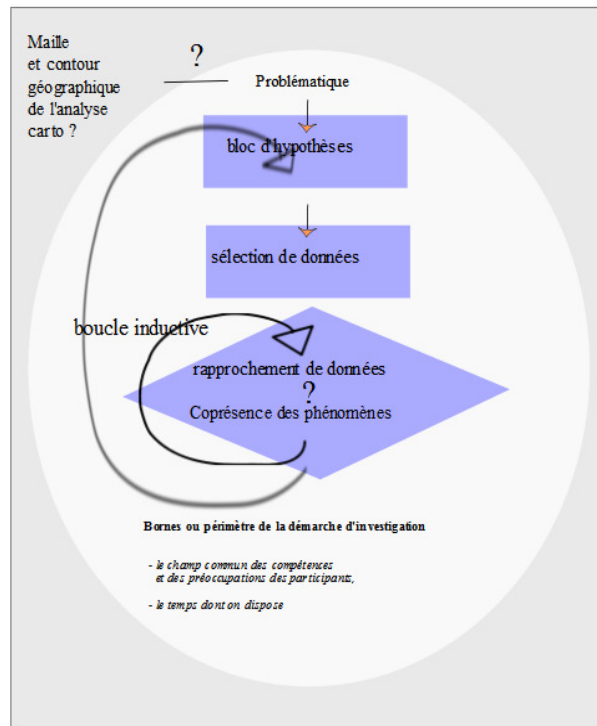 Maille
et contour
géographique
de l'analyse
carto ?
?
Problématique
bloc d'hypothèses
sélection de données
boucle inductive
rapprochement de données
?
Coprésence des phénomènes
Bornes ou périmètre de la démarche d'investigation
- le champ commun des compétences
et des préoccupations des participants,
- le temps dont on dispose